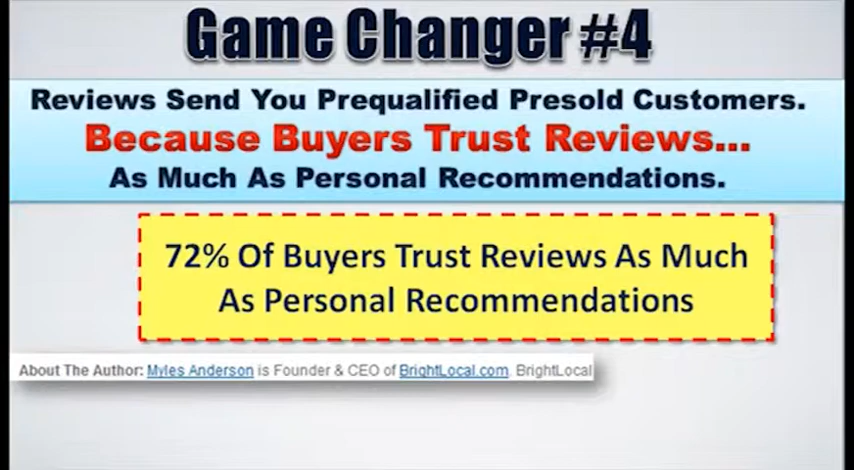 Game Changer #4
Reviews Send You Prequalified Presold Customers.
Because Buyers Trust Reviews...
As Much As Personal Recommendations.
72% Of Buyers Trust Reviews As Much
As Personal Recommendations
About The Author: Myles Anderson is Founder & CEO of BrightLocal.com. BrightLocal